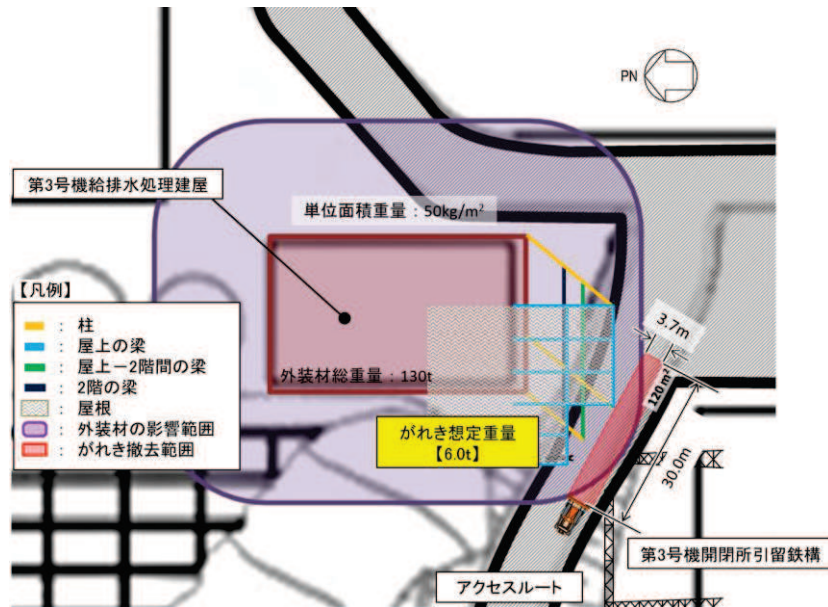 PN
第3号機給排水処理建屋
単位面積重量：50kg/m²
【凡例】
： 柱
： 屋上の梁
： 屋上－2階間の梁
： 2階の梁
： 屋根
： 外装材の影響範囲
： がれき撤去範囲
外装材総重量：130t
がれき想定重量
【6.0t】
3.7m
120m²
30.0m
第3号機開閉所引留鉄構
アクセスルート